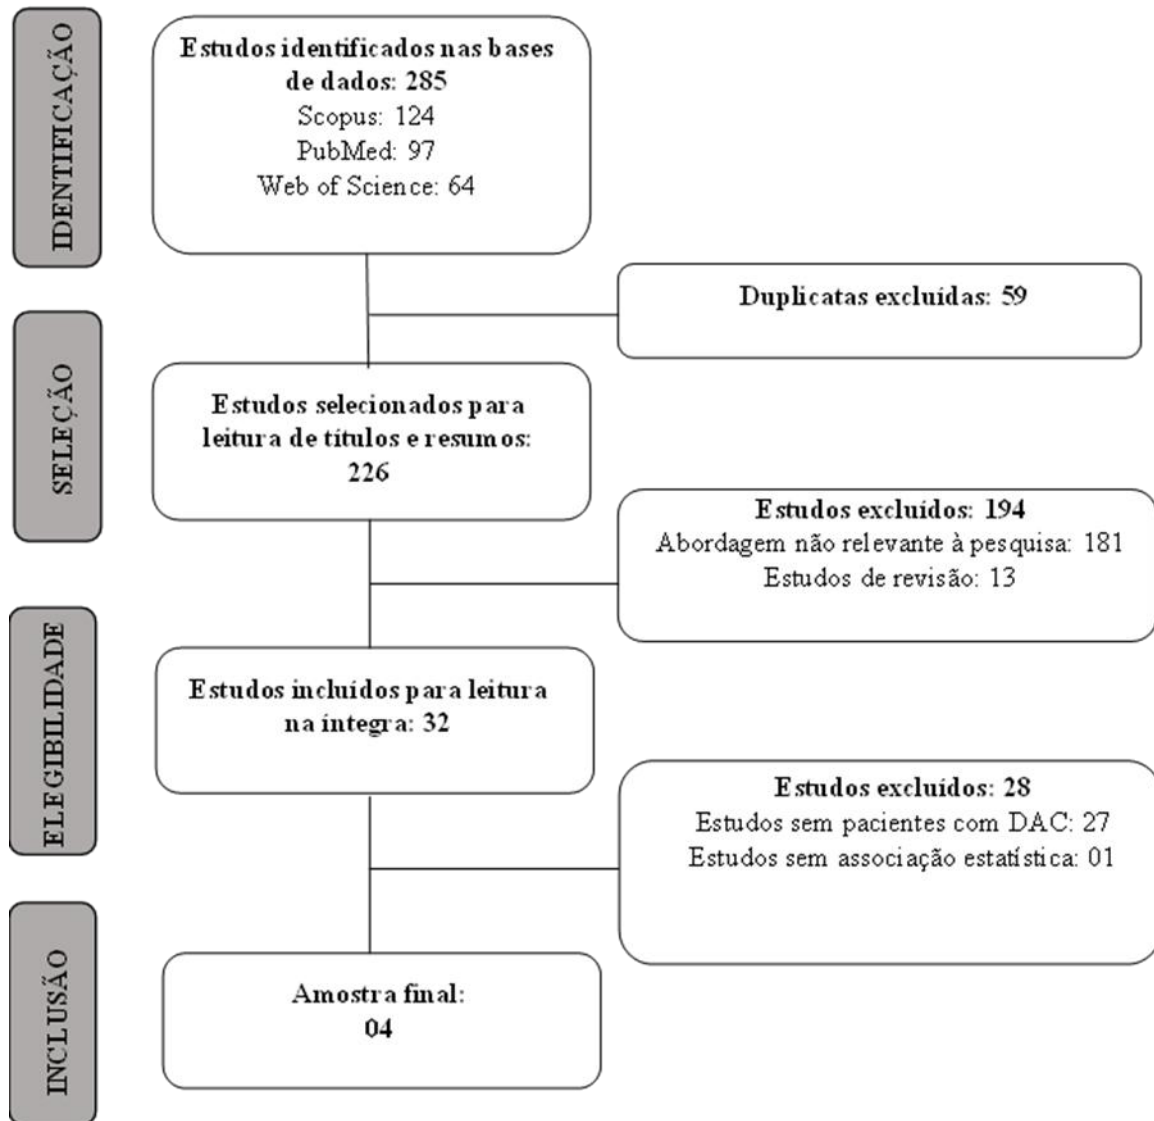 IDENTIFICAÇÃO
Estudos identificados nas bases
de dados: 285
Scopus: 124
PubMed: 97
Web of Science: 64
Duplicatas excluídas: 59
SELEÇÃO
Estudos selecionados para
leitura de títulos e resumos:
226
Estudos excluídos: 194
Abordagem não relevante à pesquisa: 181
Estudos de revisão: 13
ELEGIBILIDADE
Estudos incluídos para leitura
na íntegra: 32
Estudos excluídos: 28
Estudos sem pacientes com DAC: 27
Estudos sem associação estatística: 01
INCLUSÃO
Amostra final:
04